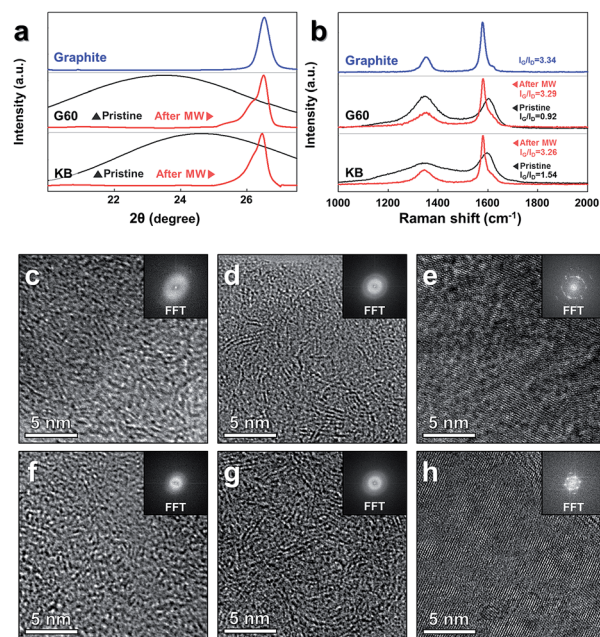 a
Intensity (a.u.)
Graphite
G60
▲Pristine
After MW▶
KB
▲Pristine
After MW▶
22
24
26
2θ (degree)
b
Intensity (a.u.)
Graphite
I_G/I_D=3.34
G60
◀After MW
I_G/I_D=3.29
◀Pristine
I_G/I_D=0.92
KB
◀After MW
I_G/I_D=3.26
◀Pristine
I_G/I_D=1.54
1000
1200
1400
1600
1800
2000
Raman shift (cm⁻¹)
c
FFT
5 nm
d
FFT
5 nm
e
FFT
5 nm
f
FFT
5 nm
g
FFT
5 nm
h
FFT
5 nm